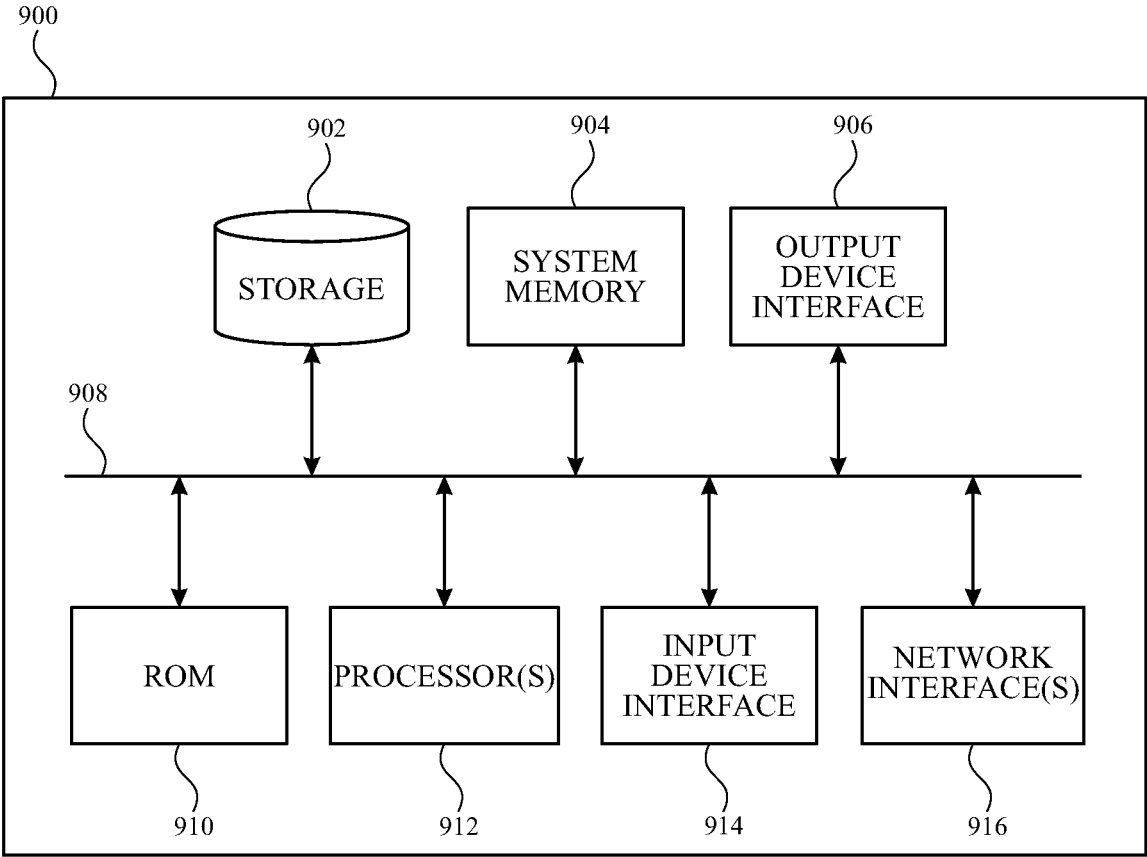 900
902
904
906
STORAGE
SYSTEM
MEMORY
OUTPUT
DEVICE
INTERFACE
908
ROM
PROCESSOR(S)
INPUT
DEVICE
INTERFACE
NETWORK
INTERFACE(S)
910
912
914
916